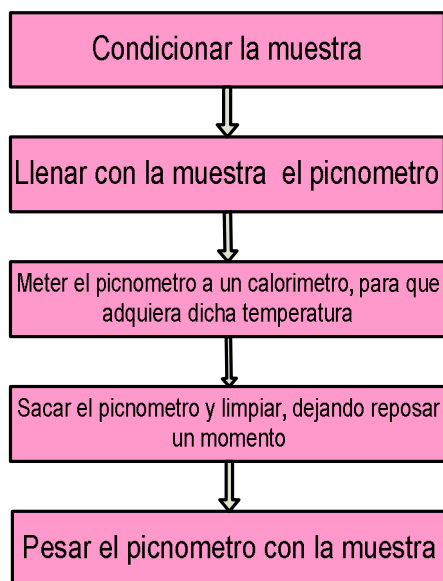 Condicionar la muestra
Llenar con la muestra el picnometro
Meter el picnometro a un calorimetro, para que
adquiera dicha temperatura
Sacar el picnometro y limpiar, dejando reposar
un momento
Pesar el picnometro con la muestra